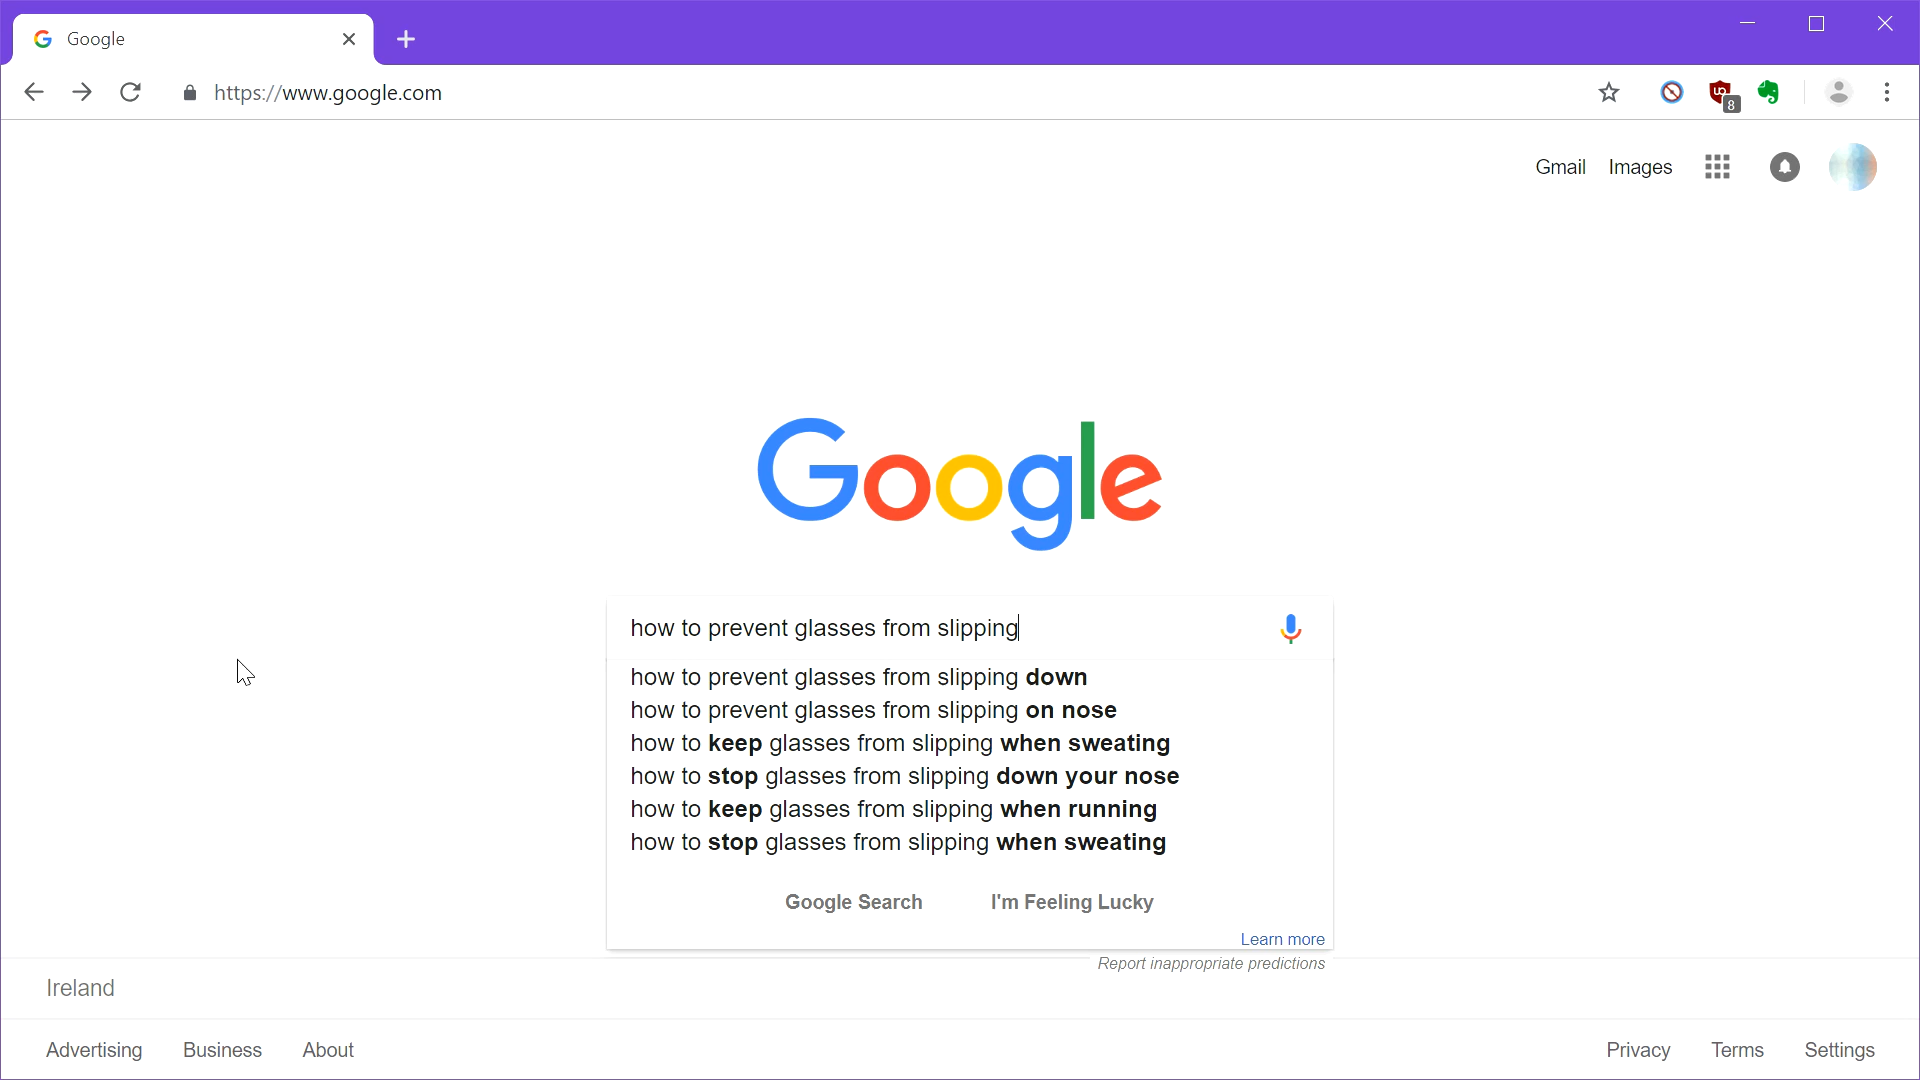 Google
https://www.google.com
8
Gmail Images
Google
how to prevent glasses from slipping
how to prevent glasses from slipping down
how to prevent glasses from slipping on nose
how to keep glasses from slipping when sweating
how to stop glasses from slipping down your nose
how to keep glasses from slipping when running
how to stop glasses from slipping when sweating
Google Search I'm Feeling Lucky
Learn more
Report inappropriate predictions
Ireland
Advertising Business About Privacy Terms Settings